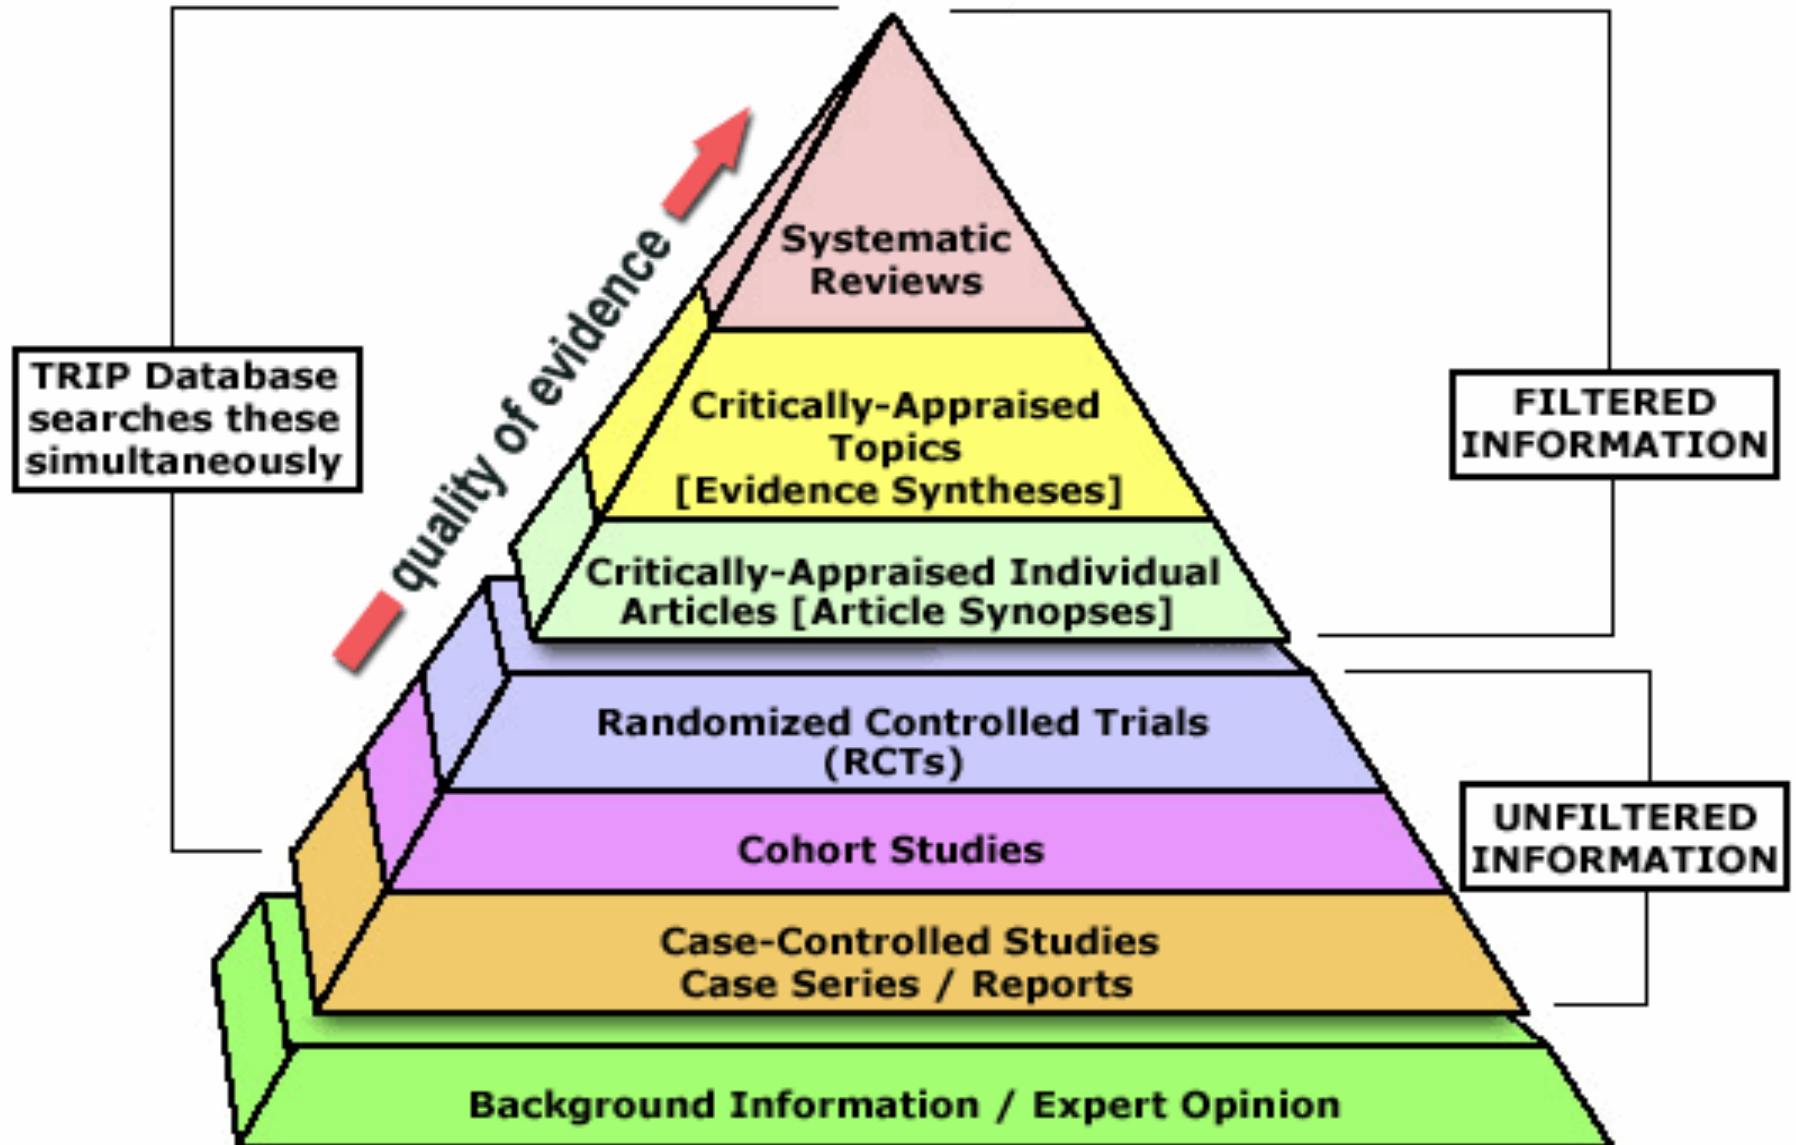 Systematic
Reviews
quality of evidence
TRIP Database
searches these
simultaneously
Critically-Appraised
Topics
[Evidence Syntheses]
FILTERED
INFORMATION
Critically-Appraised Individual
Articles [Article Synopses]
Randomized Controlled Trials
(RCTs)
UNFILTERED
INFORMATION
Cohort Studies
Case-Controlled Studies
Case Series / Reports
Background Information / Expert Opinion